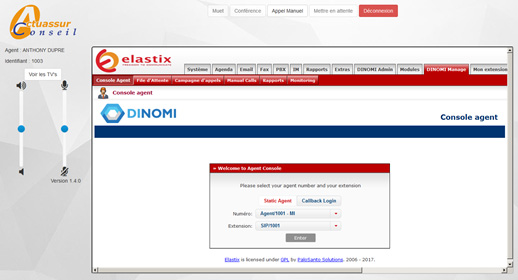 Actuassur
Conseil
Muet Conférence Appel Manuel Mettre en attente Déconnexion
Agent : ANTHONY DUPRE
Identifiant : 1003
Voir les TV's
Version 1.4.0
elastix
Système Agenda Email Fax PBX IM Rapports Extras DINOMI Admin Modules DINOMI Manage Mon extension
Console Agent File d'Attente Campagne d'appels Manual Calls Rapports Monitoring
Console agent
DINOMI
Console agent
Welcome to Agent Console
Please select your agent number and your extension
Static Agent Callback Login
Numéro: Agent/1001 - MI
Extension: SIP/1001
Enter
Elastix is licensed under GPL by PaloSanto Solutions. 2006 - 2017.